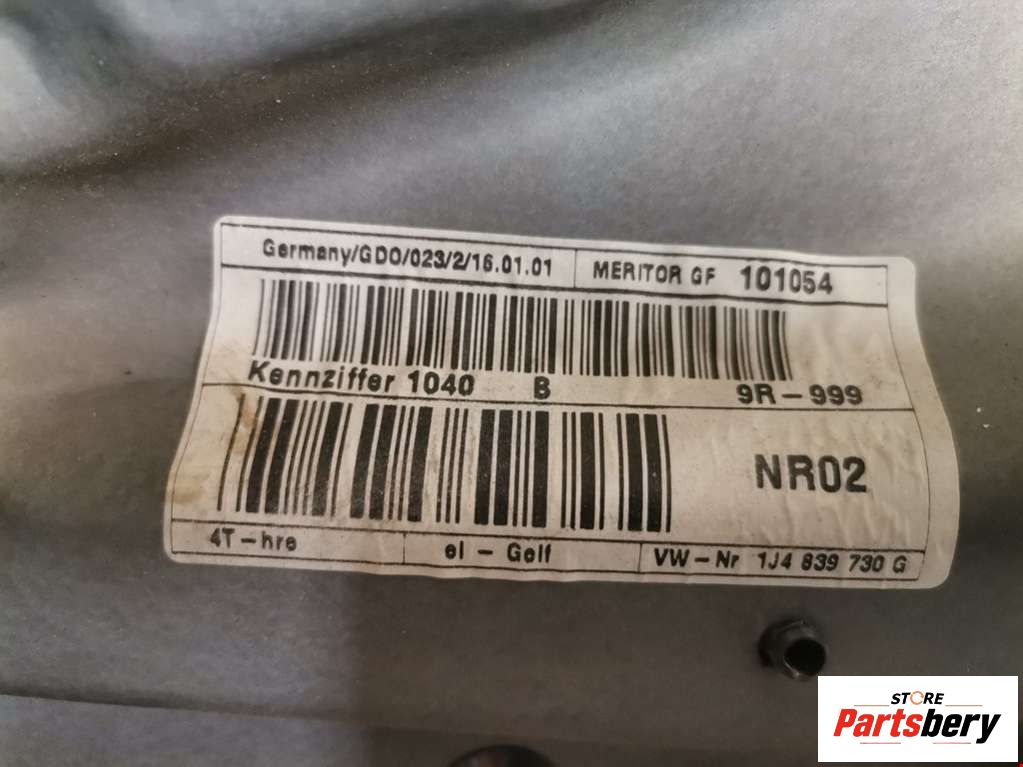 Germany/GDO/023/2/16.01.01 MERITOR GF 101054
Kennziffer 1040 B 9R-999
NR02
4T-hre el-Golf VW-Nr 1J4 839 730 G
STORE
Partsbery